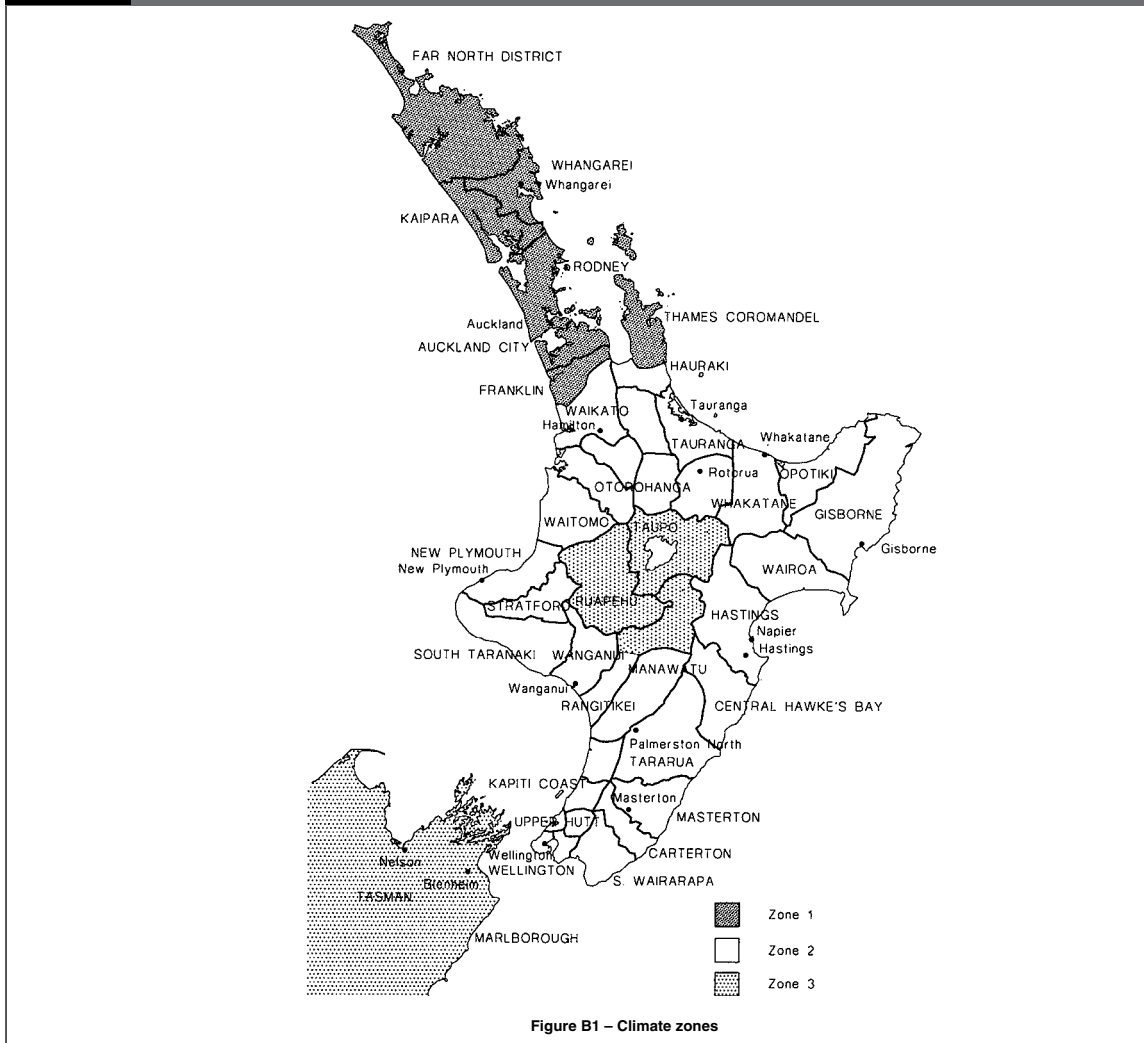 FAR NORTH DISTRICT
WHANGAREI
Whangarei
KAIPARA
RODNEY
THAMES COROMANDEL
Auckland
AUCKLAND CITY
HAURAKI
FRANKLIN
Tauranga
WAIKATO
Hamilton
TAURANGA
Whakatane
Rotorua
OPOTIKI
OTOROHANGA
WHAKATANE
GISBORNE
WAITOMO
TAUPO
Gisborne
NEW PLYMOUTH
New Plymouth
WAIROA
STRATFORD
RUAPEHU
HASTINGS
Napier
Hastings
SOUTH TARANAKI
WANGANUI
MANAWATU
Wanganui
RANGITIKEI
CENTRAL HAWKE'S BAY
Palmerston North
TARARUA
KAPITI COAST
Masterton
MASTERTON
UPPER HUTT
Wellington
CARTERTON
WELLINGTON
S. WAIRARAPA
Nelson
Blenheim
TASMAN
MARLBOROUGH
Zone 1
Zone 2
Zone 3
Figure B1 – Climate zones